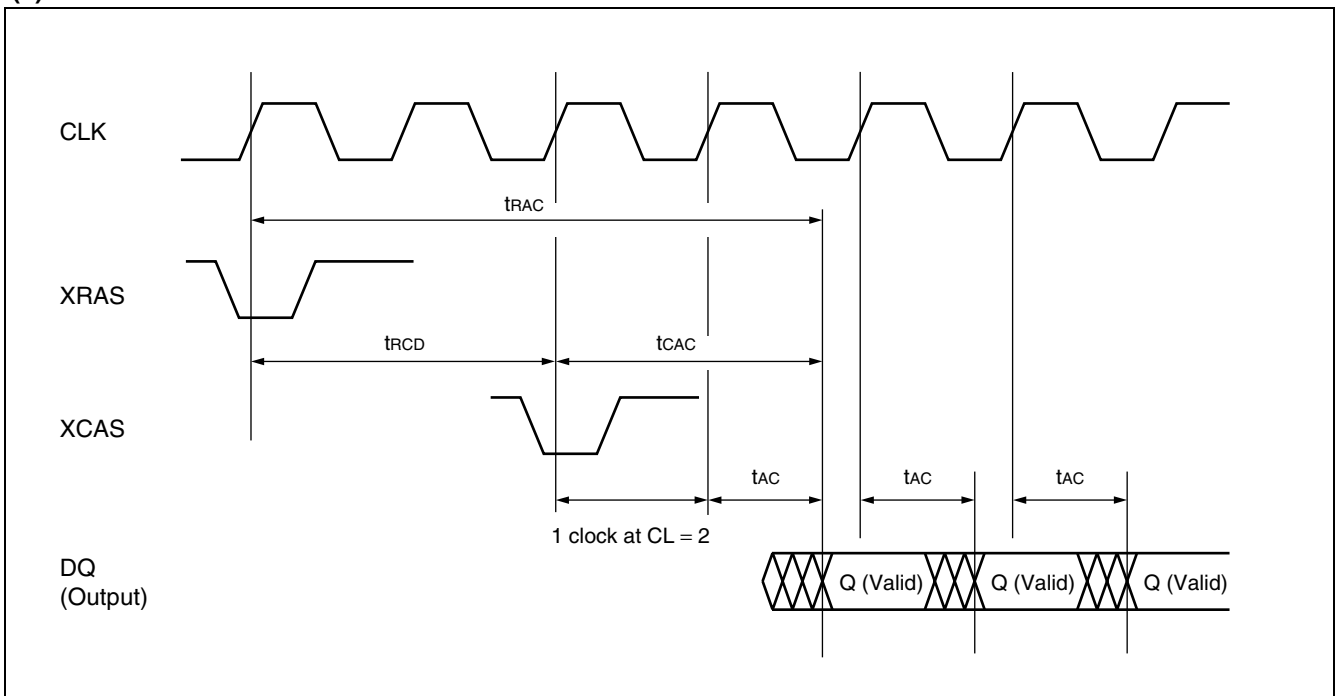 CLK
tRAC
XRAS
tRCD
tCAC
XCAS
tAC
tAC
tAC
1 clock at CL = 2
DQ
(Output)
Q (Valid)
Q (Valid)
Q (Valid)